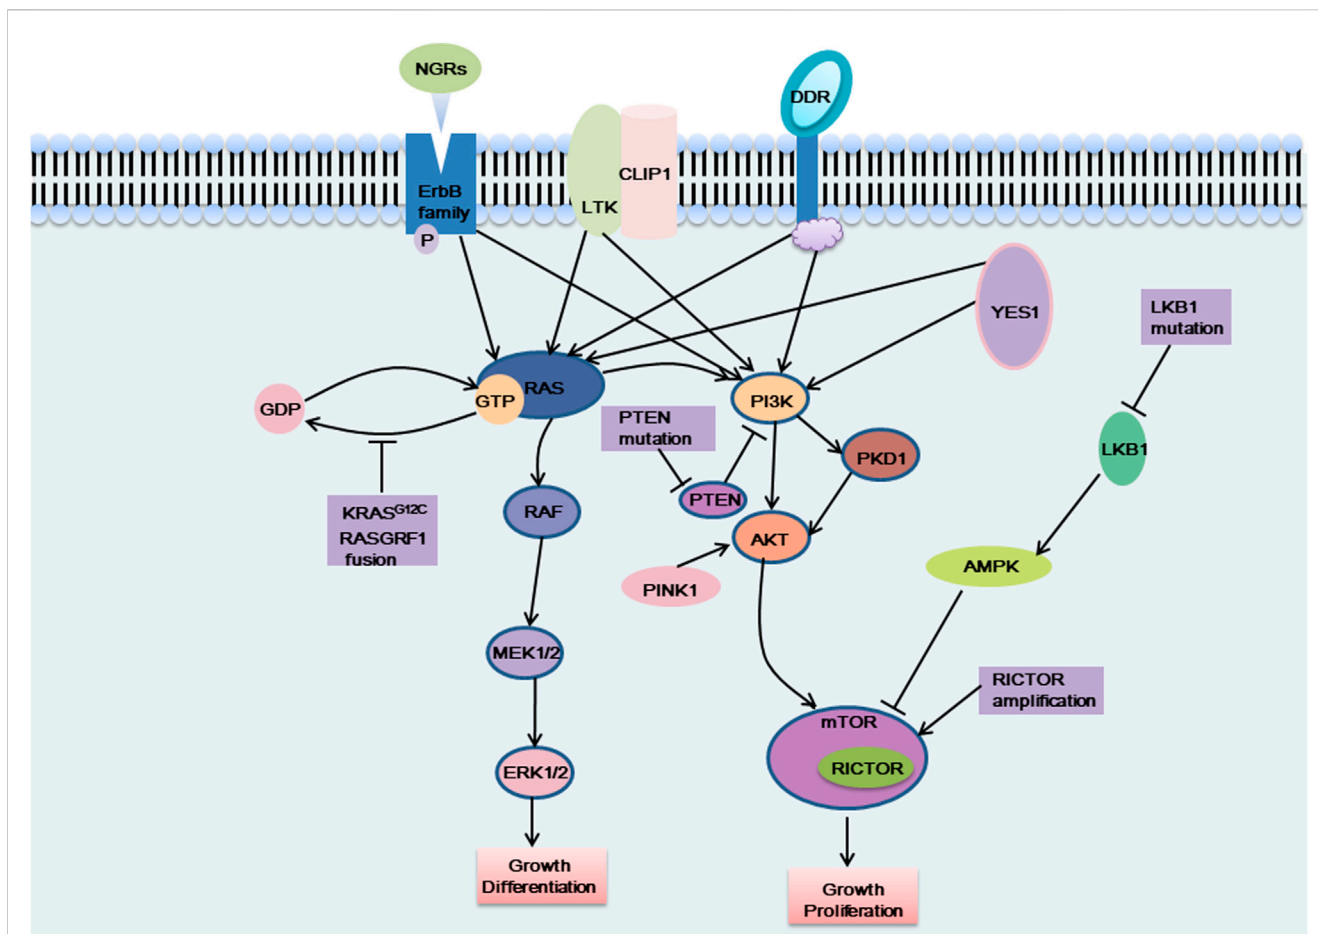 NGRs
DDR
ErbB
family
P
LTK
CLIP1
YES1
LKB1
mutation
RAS
GTP
GDP
PI3K
PTEN
mutation
LKB1
PKD1
PTEN
KRASG12C
RASGRF1
fusion
RAF
AKT
AMPK
PINK1
MEK1/2
RICTOR
amplification
mTOR
RICTOR
ERK1/2
Growth
Differentiation
Growth
Proliferation